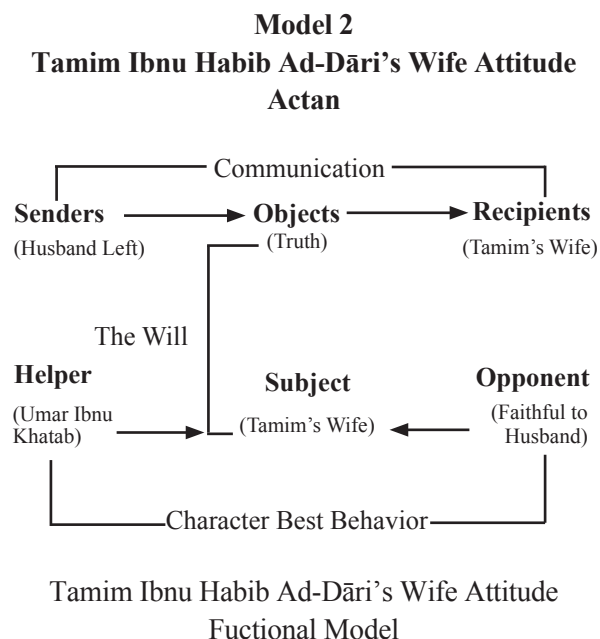 Model 2
Tamim Ibnu Habib Ad-Dāri’s Wife Attitude
Actan
Communication
Senders Objects Recipients
(Husband Left) (Truth) (Tamim’s Wife)
The Will
Helper Subject Opponent
(Umar Ibnu (Tamim’s Wife) (Faithful to
Khatab) Husband)
Character Best Behavior
Tamim Ibnu Habib Ad-Dāri’s Wife Attitude
Fuctional Model